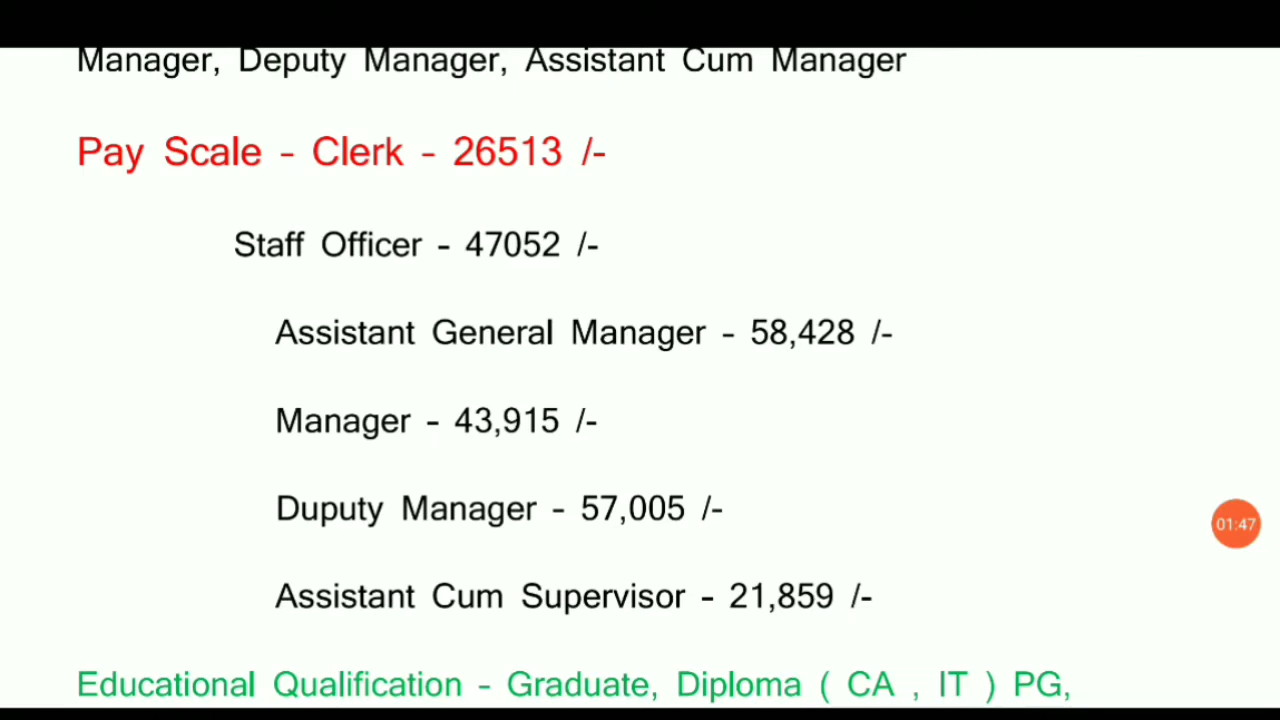 Manager, Deputy Manager, Assistant Cum Manager
Pay Scale - Clerk - 26513 /-
Staff Officer - 47052 /-
Assistant General Manager - 58,428 /-
Manager - 43,915 /-
Duputy Manager - 57,005 /-
01:47
Assistant Cum Supervisor - 21,859 /-
Educational Qualification - Graduate, Diploma ( CA , IT ) PG,